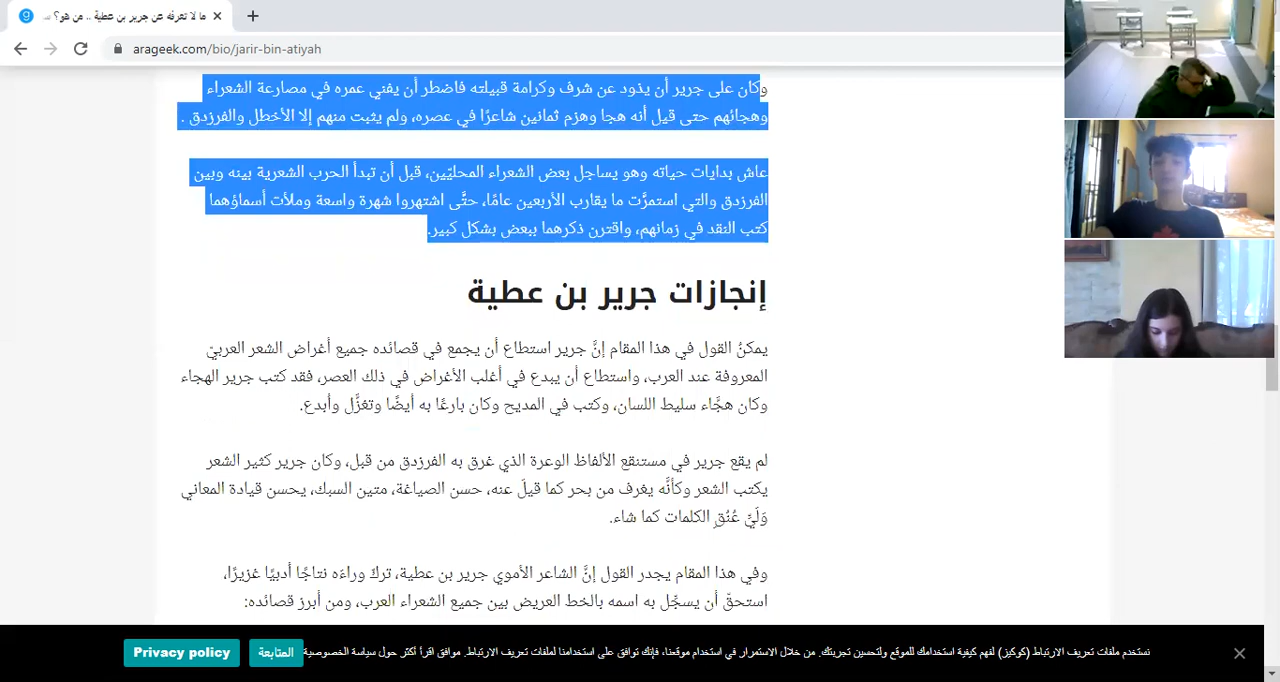 ما لا تعرفه عن جرير بن عطية .. من هو؟
arageek.com/bio/jarir-bin-atiyah
وكان على جرير أن يذود عن شرف وكرامة قبيلته فاضطر أن يفني عمره في مصارعة الشعراء
وهجائهم حتى قيل أنه هجا وهزم ثمانين شاعرًا في عصره، ولم يثبت منهم إلا الأخطل والفرزدق .
عاش بدايات حياته وهو يساجل بعض الشعراء المحليّين، قبل أن تبدأ الحرب الشعرية بينه وبين
الفرزدق والتي استمرَّت ما يقارب الأربعين عامًا، حتَّى اشتهروا شهرة واسعة وملأت أسماؤهما
كتب النقد في زمانهم، واقترن ذكرهما ببعض بشكل كبير.
إنجازات جرير بن عطية
يمكنُ القول في هذا المقام إنَّ جرير استطاع أن يجمع في قصائده جميع أغراض الشعر العربيّ
المعروفة عند العرب، واستطاع أن يبدع في أغلب الأغراض في ذلك العصر، فقد كتب جرير الهجاء
وكان هجَّاء سليط اللسان، وكتب في المديح وكان بارعًا به أيضًا وتغزَّل وأبدع.
لم يقع جرير في مستنقع الألفاظ الوعرة الذي غرق به الفرزدق من قبل، وكان جرير كثير الشعر
يكتب الشعر وكأنَّه يغرف من بحر كما قيلَ عنه، حسن الصياغة، متين السبك، يحسن قيادة المعاني
وَلَيَّ عُنُقِ الكلمات كما شاء.
وفي هذا المقام يجدر القول إنَّ الشاعر الأموي جرير بن عطية، تركَ وراءَه نتاجًا أدبيًا غزيرًا،
استحقّ أن يسجَّل به اسمه بالخط العريض بين جميع الشعراء العرب، ومن أبرز قصائده:
نستخدم ملفات تعريف الارتباط (كوكيز) لفهم كيفية استخدامك للموقع ولتحسين تجربتك. من خلال الاستمرار في استخدام موقعنا، فإنك توافق على استخدامنا لملفات تعريف الارتباط. موافق اقرأ أكثر حول سياسة الخصوصية
المتابعة
Privacy policy